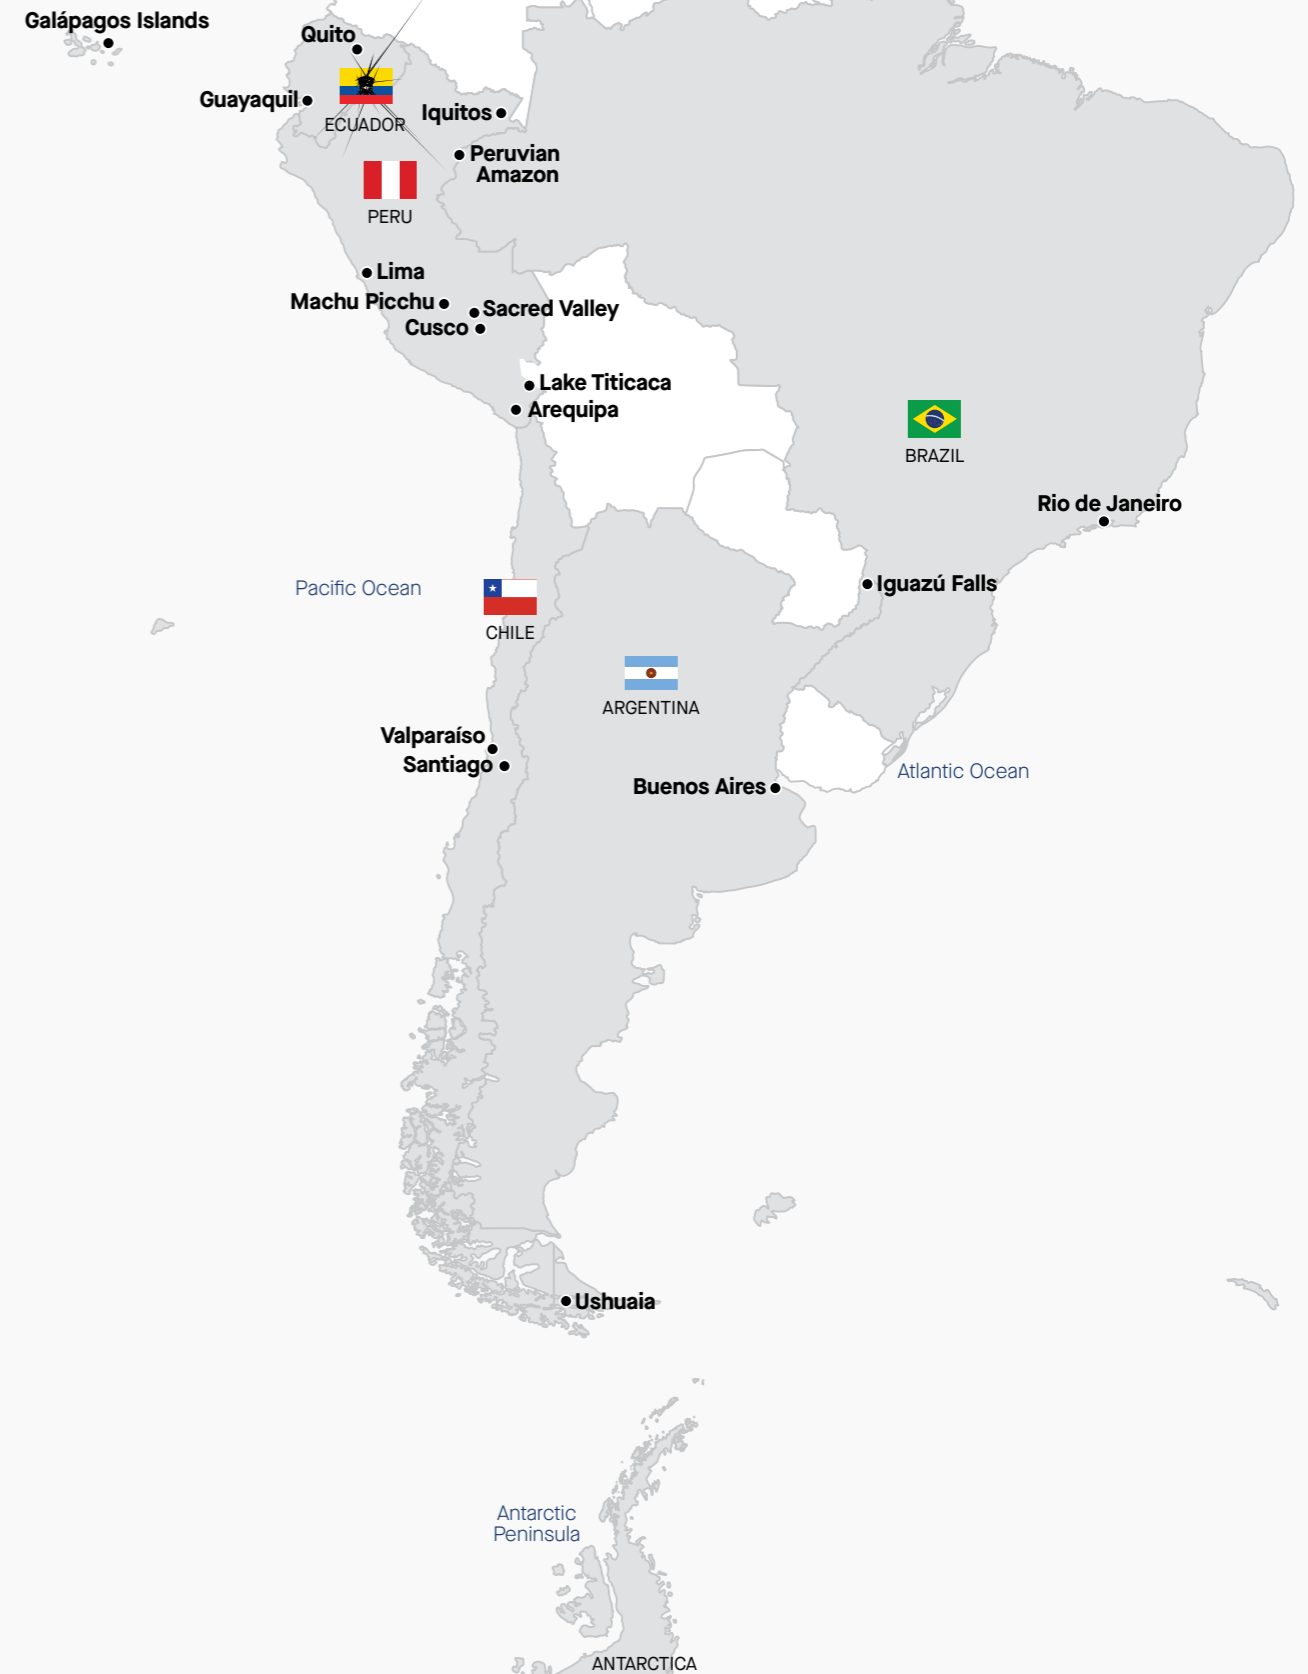 Galápagos Islands
Quito
Guayaquil
ECUADOR
Iquitos
Peruvian
Amazon
PERU
Lima
Machu Picchu
Sacred Valley
Cusco
Lake Titicaca
Arequipa
BRAZIL
Rio de Janeiro
Pacific Ocean
Iguazú Falls
CHILE
ARGENTINA
Valparaíso
Santiago
Atlantic Ocean
Buenos Aires
Ushuaia
Antarctic
Peninsula
ANTARCTICA